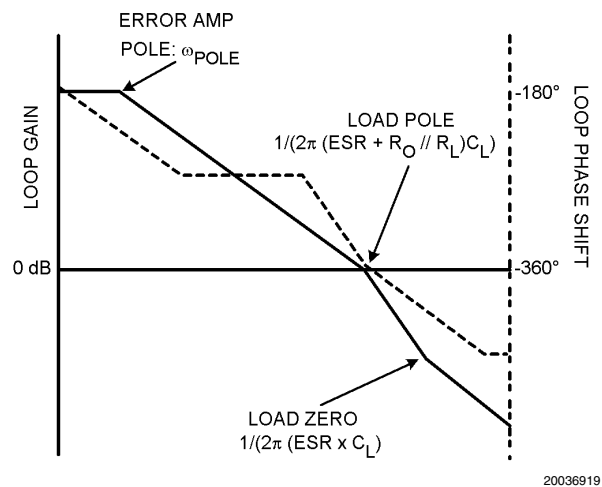 ERROR AMP
POLE: ωPOLE
-180°
LOAD POLE
1/(2π (ESR + RO // RL)CL)
LOOP GAIN
LOOP PHASE SHIFT
0 dB
-360°
LOAD ZERO
1/(2π (ESR x CL)
20036919